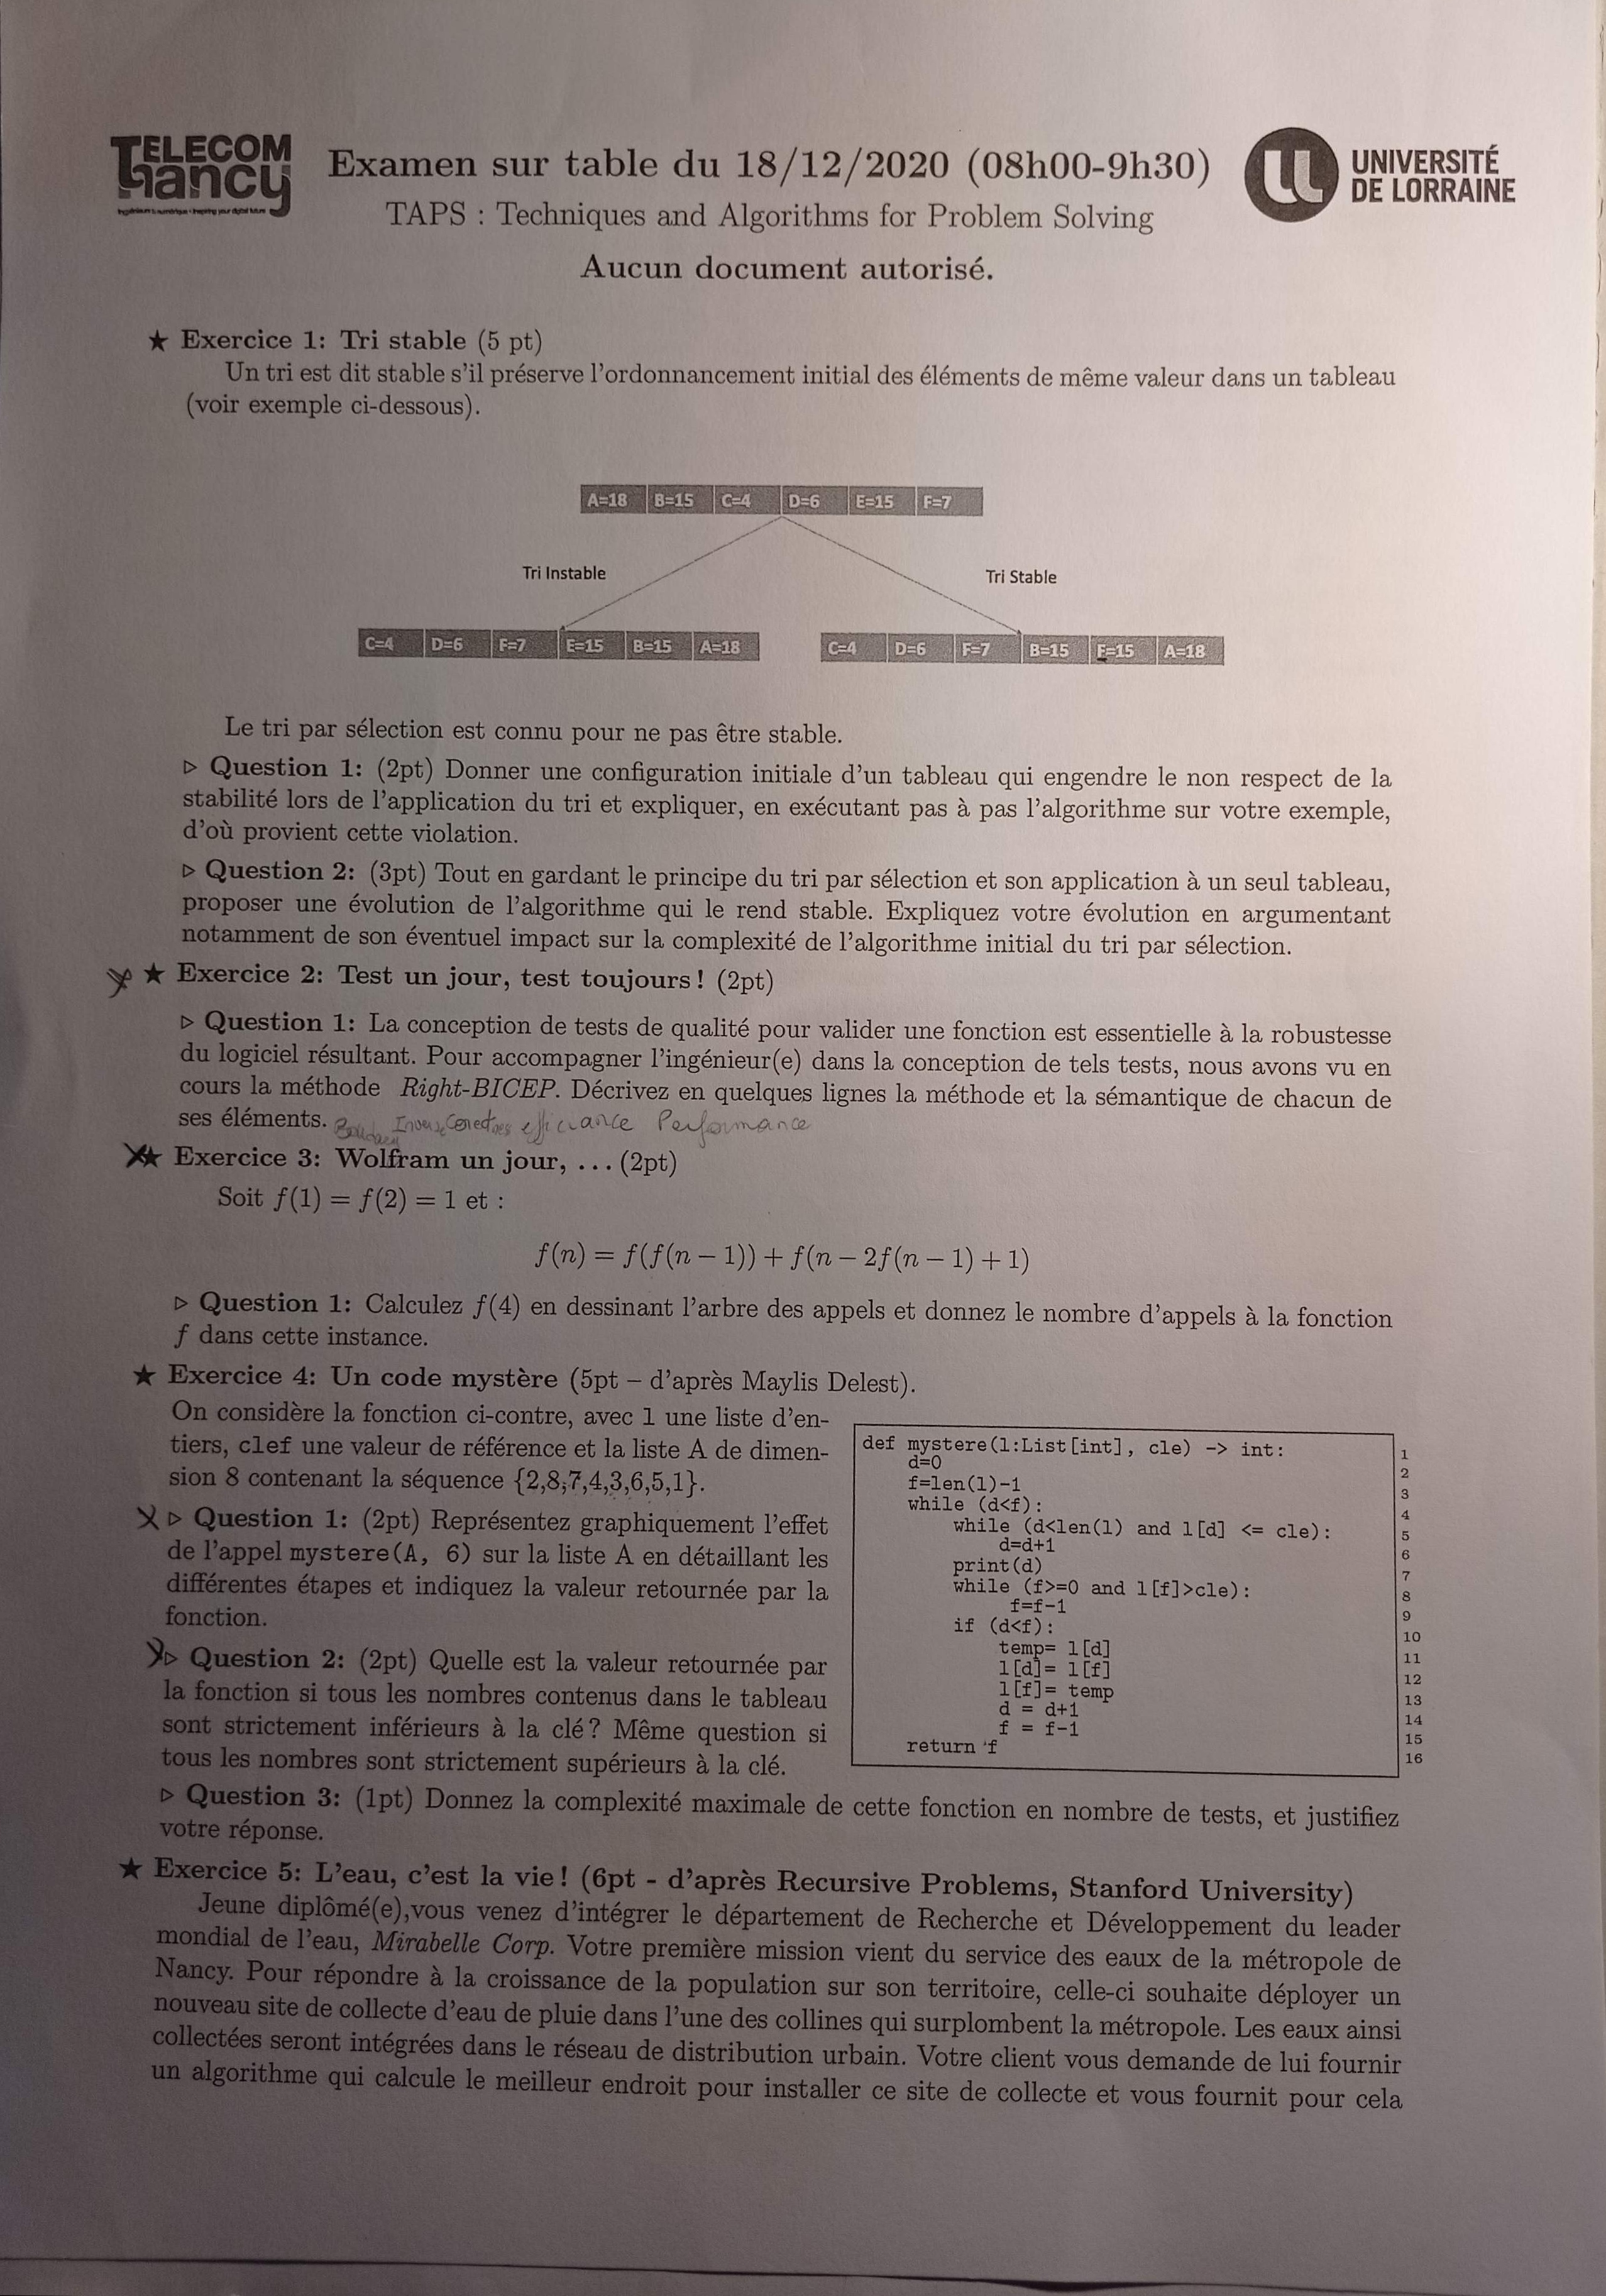 TELECOM
nancy
Examen sur table du 18/12/2020 (08h00-9h30)
TAPS : Techniques and Algorithms for Problem Solving
Aucun document autorisé.
UNIVERSITÉ
DE LORRAINE
★ Exercice 1: Tri stable (5 pt)
Un tri est dit stable s'il préserve l'ordonnancement initial des éléments de même valeur dans un tableau
(voir exemple ci-dessous).
A=18 B=15 C=4 D=6 E=15 F=7
Tri Instable
Tri Stable
C=4 D=6 F=7 E=15 B=15 A=18
C=4 D=6 F=7 B=15 E=15 A=18
Le tri par sélection est connu pour ne pas être stable.
▷ Question 1: (2pt) Donner une configuration initiale d'un tableau qui engendre le non respect de la
stabilité lors de l'application du tri et expliquer, en exécutant pas à pas l'algorithme sur votre exemple,
d'où provient cette violation.
▷ Question 2: (3pt) Tout en gardant le principe du tri par sélection et son application à un seul tableau,
proposer une évolution de l'algorithme qui le rend stable. Expliquez votre évolution en argumentant
notamment de son éventuel impact sur la complexité de l'algorithme initial du tri par sélection.
★ Exercice 2: Test un jour, test toujours ! (2pt)
▷ Question 1: La conception de tests de qualité pour valider une fonction est essentielle à la robustesse
du logiciel résultant. Pour accompagner l'ingénieur(e) dans la conception de tels tests, nous avons vu en
cours la méthode Right-BICEP. Décrivez en quelques lignes la méthode et la sémantique de chacun de
ses éléments. Performance
★ Exercice 3: Wolfram un jour, ... (2pt)
Soit f(1) = f(2) = 1 et :
f(n) = f(f(n − 1)) + f(n − 2f(n − 1) + 1)
▷ Question 1: Calculez f(4) en dessinant l'arbre des appels et donnez le nombre d'appels à la fonction
f dans cette instance.
★ Exercice 4: Un code mystère (5pt – d'après Maylis Delest).
On considère la fonction ci-contre, avec l une liste d'en-
tiers, clef une valeur de référence et la liste A de dimen-
sion 8 contenant la séquence {2,8,7,4,3,6,5,1}.
▷ Question 1: (2pt) Représentez graphiquement l'effet
de l'appel mystere(A, 6) sur la liste A en détaillant les
différentes étapes et indiquez la valeur retournée par la
fonction.
▷ Question 2: (2pt) Quelle est la valeur retournée par
la fonction si tous les nombres contenus dans le tableau
sont strictement inférieurs à la clé ? Même question si
tous les nombres sont strictement supérieurs à la clé.
def mystere(l:List[int], cle) -> int: 1
d=0 2
f=len(l)-1 3
while (d<f): 4
while (d<len(l) and l[d] <= cle): 5
d=d+1 6
print(d) 7
while (f>=0 and l[f]>cle): 8
f=f-1 9
if (d<f): 10
temp= l[d] 11
l[d]= l[f] 12
l[f]= temp 13
d = d+1 14
f = f-1 15
return f 16
▷ Question 3: (1pt) Donnez la complexité maximale de cette fonction en nombre de tests, et justifiez
votre réponse.
★ Exercice 5: L'eau, c'est la vie ! (6pt - d'après Recursive Problems, Stanford University)
Jeune diplômé(e),vous venez d'intégrer le département de Recherche et Développement du leader
mondial de l'eau, Mirabelle Corp. Votre première mission vient du service des eaux de la métropole de
Nancy. Pour répondre à la croissance de la population sur son territoire, celle-ci souhaite déployer un
nouveau site de collecte d'eau de pluie dans l'une des collines qui surplombent la métropole. Les eaux ainsi
collectées seront intégrées dans le réseau de distribution urbain. Votre client vous demande de lui fournir
un algorithme qui calcule le meilleur endroit pour installer ce site de collecte et vous fournit pour cela